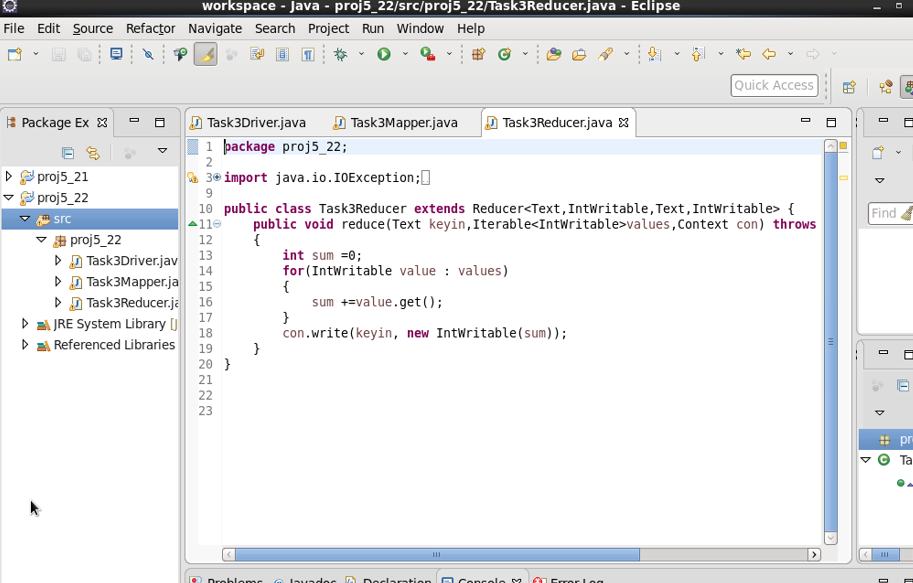 workspace - Java - proj5_22/src/proj5_22/Task3Reducer.java - Eclipse
File Edit Source Refactor Navigate Search Project Run Window Help
Quick Access
Package Ex
Task3Driver.java Task3Mapper.java Task3Reducer.java
proj5_21
proj5_22
src
proj5_22
Task3Driver.jav
Task3Mapper.ja
Task3Reducer.ja
JRE System Library [J
Referenced Libraries
1 package proj5_22;
2
3 import java.io.IOException;
9
10 public class Task3Reducer extends Reducer<Text,IntWritable,Text,IntWritable> {
11 public void reduce(Text keyin,Iterable<IntWritable>values,Context con) throws
12 {
13 int sum =0;
14 for(IntWritable value : values)
15 {
16 sum +=value.get();
17 }
18 con.write(keyin, new IntWritable(sum));
19 }
20 }
21
22
23
Find
pr
Ta
Problems Javadoc Declaration Console Error Log